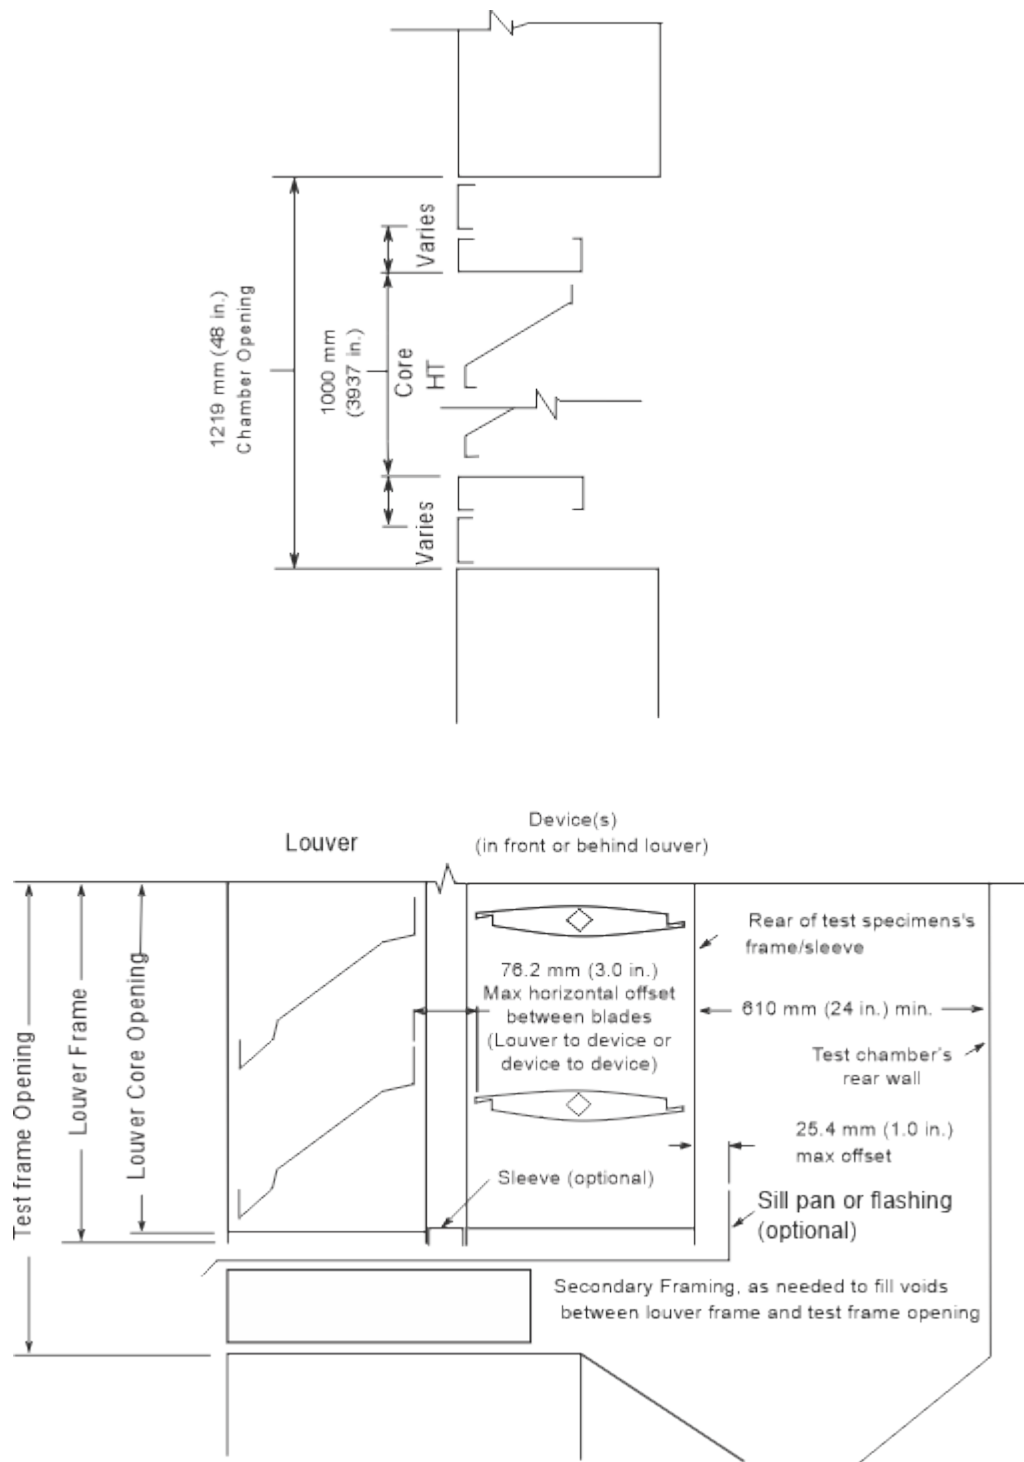 Varies
1219 mm (48 in.)
Chamber Opening
1000 mm
(3937 in.)
Core
HT
Varies
Louver
Device(s)
(in front or behind louver)
Test frame Opening
Louver Frame
Louver Core Opening
76.2 mm (3.0 in.)
Max horizontal offset
between blades
(Louver to device or
device to device)
Rear of test specimens's
frame/sleeve
610 mm (24 in.) min.
Test chamber's
rear wall
25.4 mm (1.0 in.)
max offset
Sleeve (optional)
Sill pan or flashing
(optional)
Secondary Framing, as needed to fill voids
between louver frame and test frame opening